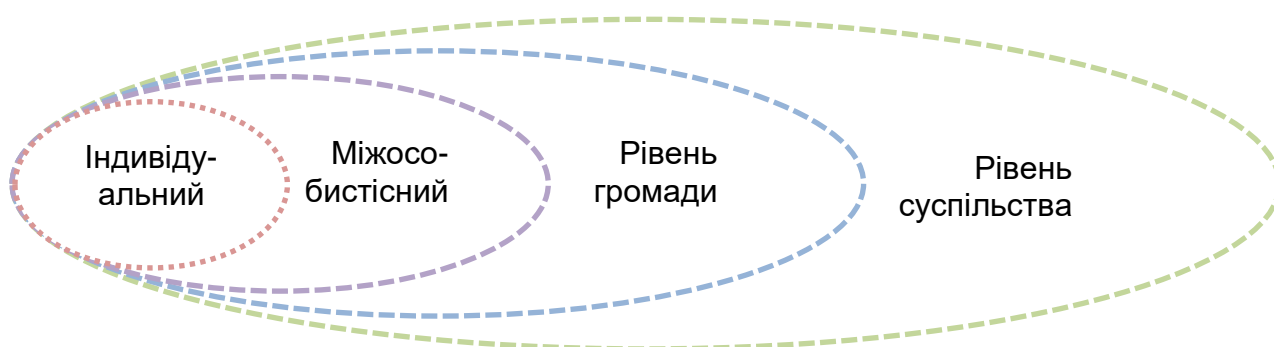 Індивіду-
альний
Міжосо-
бистісний
Рівень
громади
Рівень
суспільства